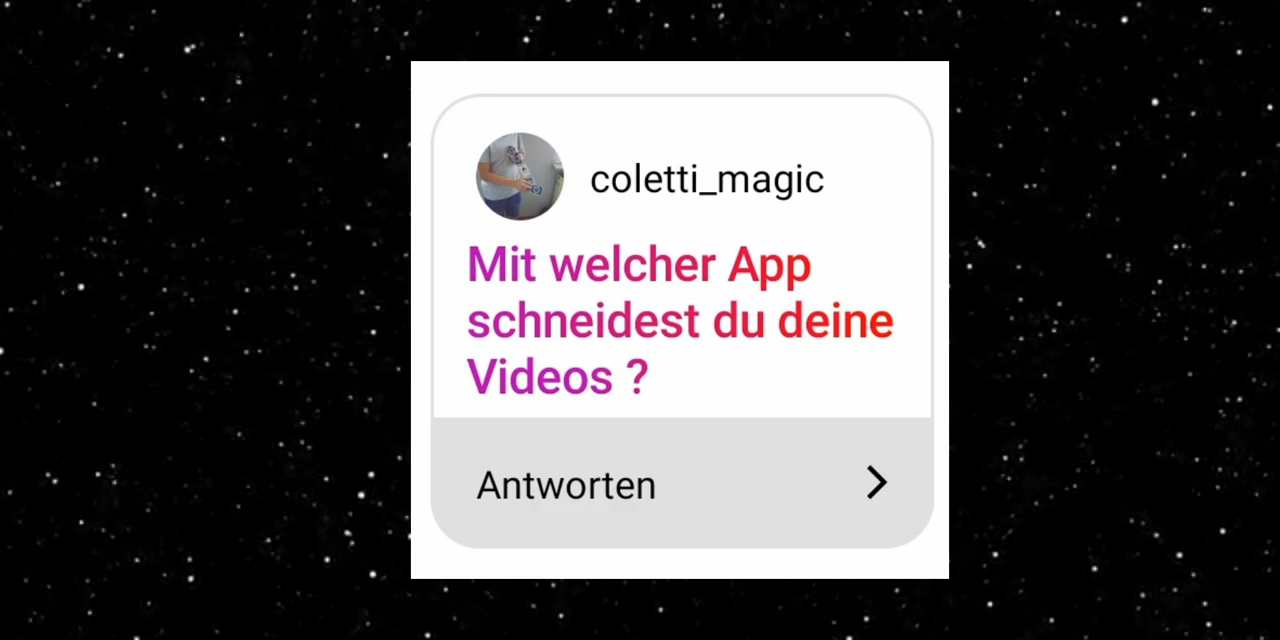 coletti_magic
Mit welcher App
schneidest du deine
Videos ?
Antworten